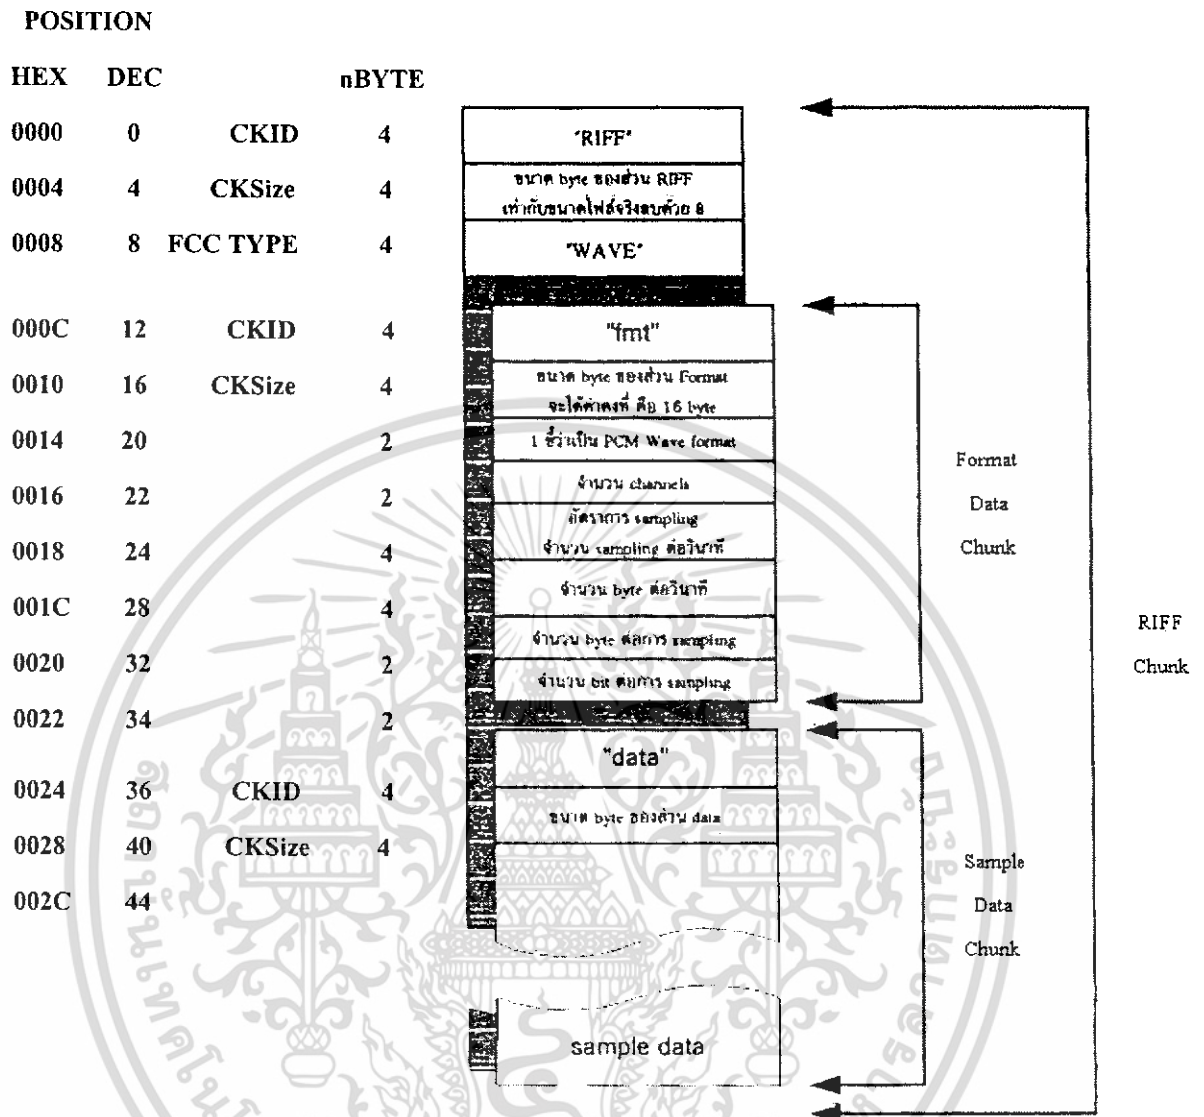 POSITION
HEX DEC nBYTE
0000 0 CKID 4
"RIFF"
0004 4 CKSize 4
ขนาด byte ของส่วน RIFF
เท่ากับขนาดไฟล์จริงลบด้วย 8
0008 8 FCC TYPE 4
"WAVE"
000C 12 CKID 4
"fmt"
0010 16 CKSize 4
ขนาด byte ของส่วน Format
จะได้ค่าคงที่ คือ 16 byte
0014 20 2
1 ชี้ว่าเป็น PCM Wave format
0016 22 2
จำนวน channels
อัตราการ sampling
จำนวน sampling ต่อวินาที
0018 24 4
จำนวน byte ต่อวินาที
001C 28 4
จำนวน byte ต่อการ sampling
0020 32 2
จำนวน bit ต่อการ sampling
0022 34 2
"data"
0024 36 CKID 4
ขนาด byte ของส่วน data
0028 40 CKSize 4
002C 44
sample data
Format
Data
Chunk
RIFF
Chunk
Sample
Data
Chunk